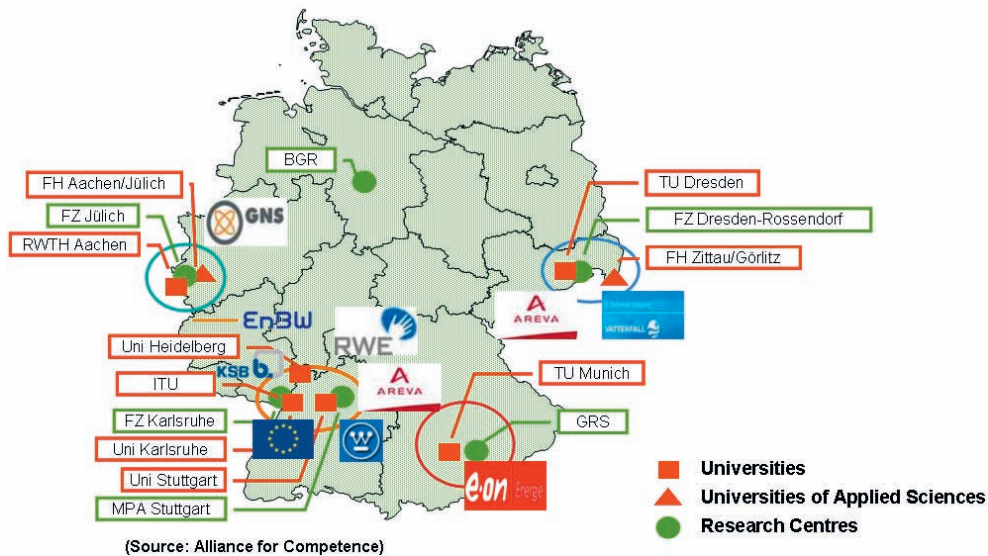 BGR
FH Aachen/Jülich
FZ Jülich
RWTH Aachen
GNS
TU Dresden
FZ Dresden-Rossendorf
FH Zittau/Görlitz
EnBW
RWE
AREVA
VATTENFALL
Uni Heidelberg
KSB b.
ITU
AREVA
TU Munich
FZ Karlsruhe
GRS
Uni Karlsruhe
Uni Stuttgart
MPA Stuttgart
e·on Energie
Universities
Universities of Applied Sciences
Research Centres
(Source: Alliance for Competence)